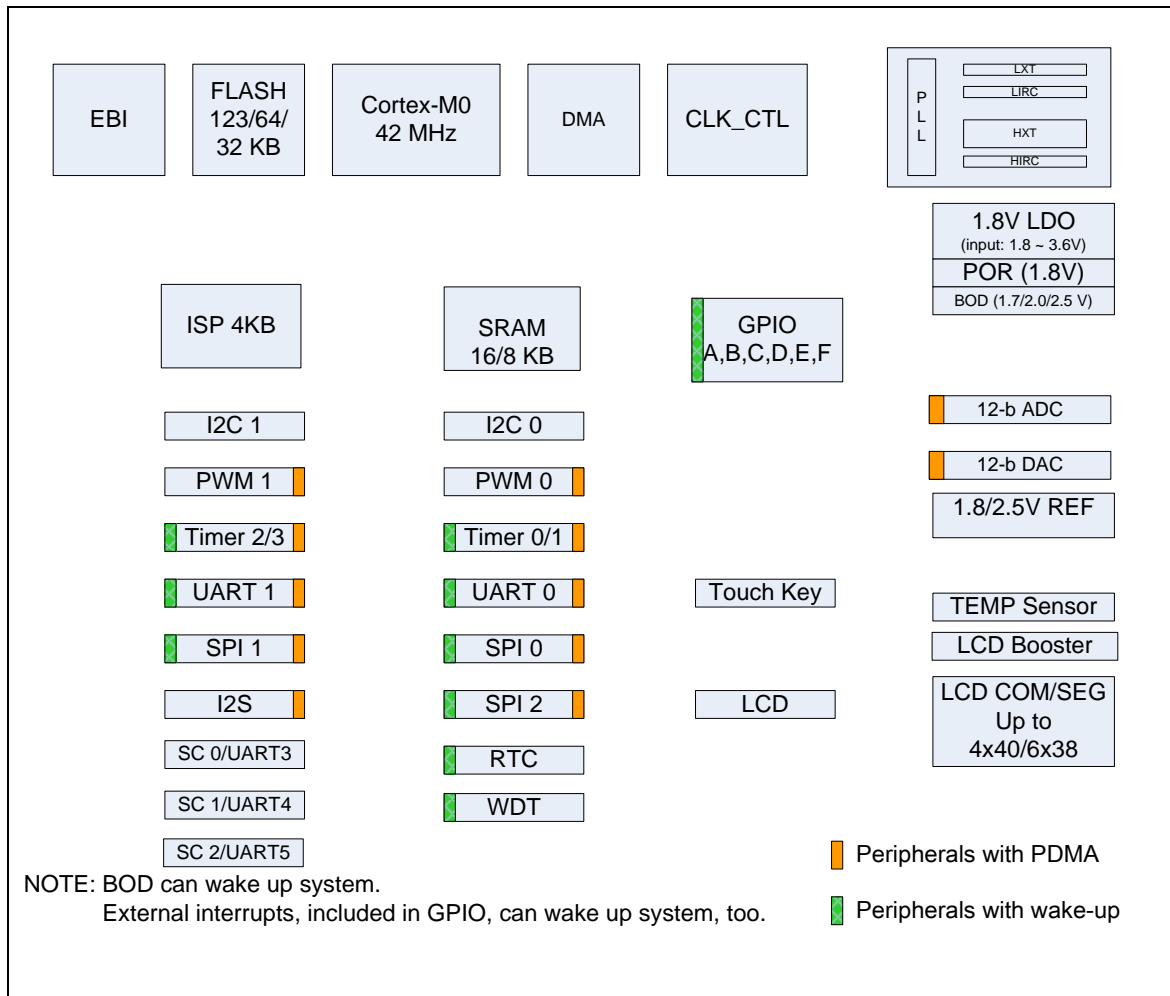 EBI
FLASH
123/64/
32 KB
Cortex-M0
42 MHz
DMA
CLK_CTL
P
L
L
LXT
LIRC
HXT
HIRC
1.8V LDO
(input: 1.8 ~ 3.6V)
POR (1.8V)
BOD (1.7/2.0/2.5 V)
ISP 4KB
SRAM
16/8 KB
GPIO
A,B,C,D,E,F
I2C 1
I2C 0
12-b ADC
PWM 1
PWM 0
12-b DAC
1.8/2.5V REF
Timer 2/3
Timer 0/1
UART 1
UART 0
Touch Key
TEMP Sensor
SPI 1
SPI 0
LCD Booster
I2S
SPI 2
LCD
LCD COM/SEG
Up to
4x40/6x38
SC 0/UART3
RTC
SC 1/UART4
WDT
SC 2/UART5
Peripherals with PDMA
NOTE: BOD can wake up system.
External interrupts, included in GPIO, can wake up system, too.
Peripherals with wake-up